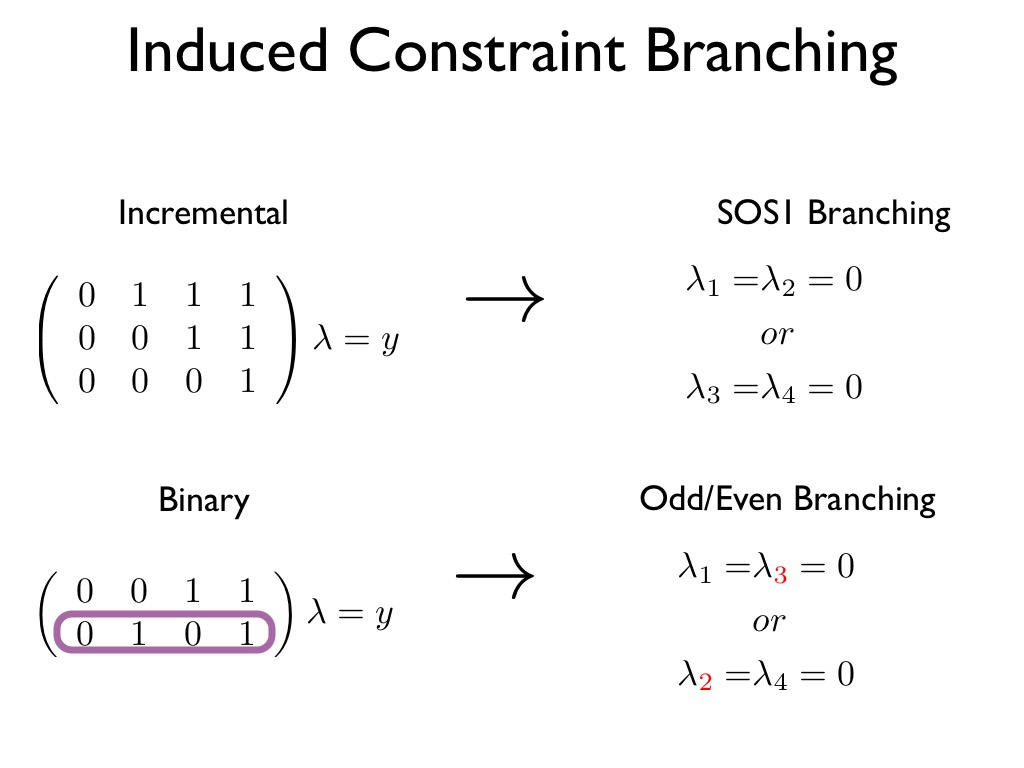 Induced Constraint Branching
Incremental
SOS1 Branching
0 1 1 1
0 0 1 1
0 0 0 1
λ = y
→
λ₁ =λ₂ = 0
or
λ₃ =λ₄ = 0
Binary
Odd/Even Branching
0 0 1 1
0 1 0 1
λ = y
→
λ₁ =λ₃ = 0
or
λ₂ =λ₄ = 0